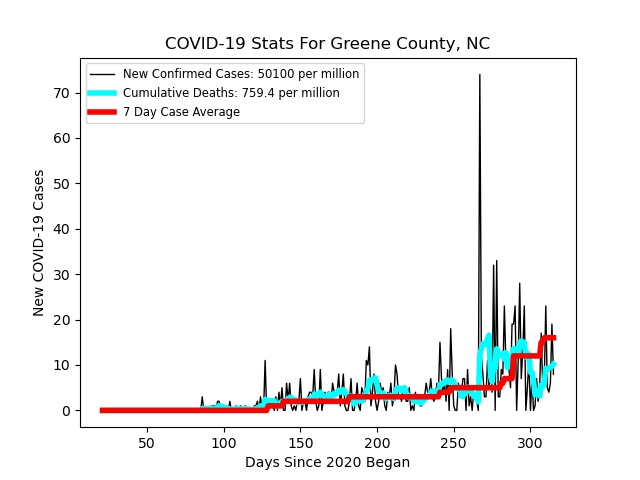 COVID-19 Stats For Greene County, NC
New Confirmed Cases: 50100 per million
Cumulative Deaths: 759.4 per million
7 Day Case Average
New COVID-19 Cases
70
60
50
40
30
20
10
0
50 100 150 200 250 300
Days Since 2020 Began